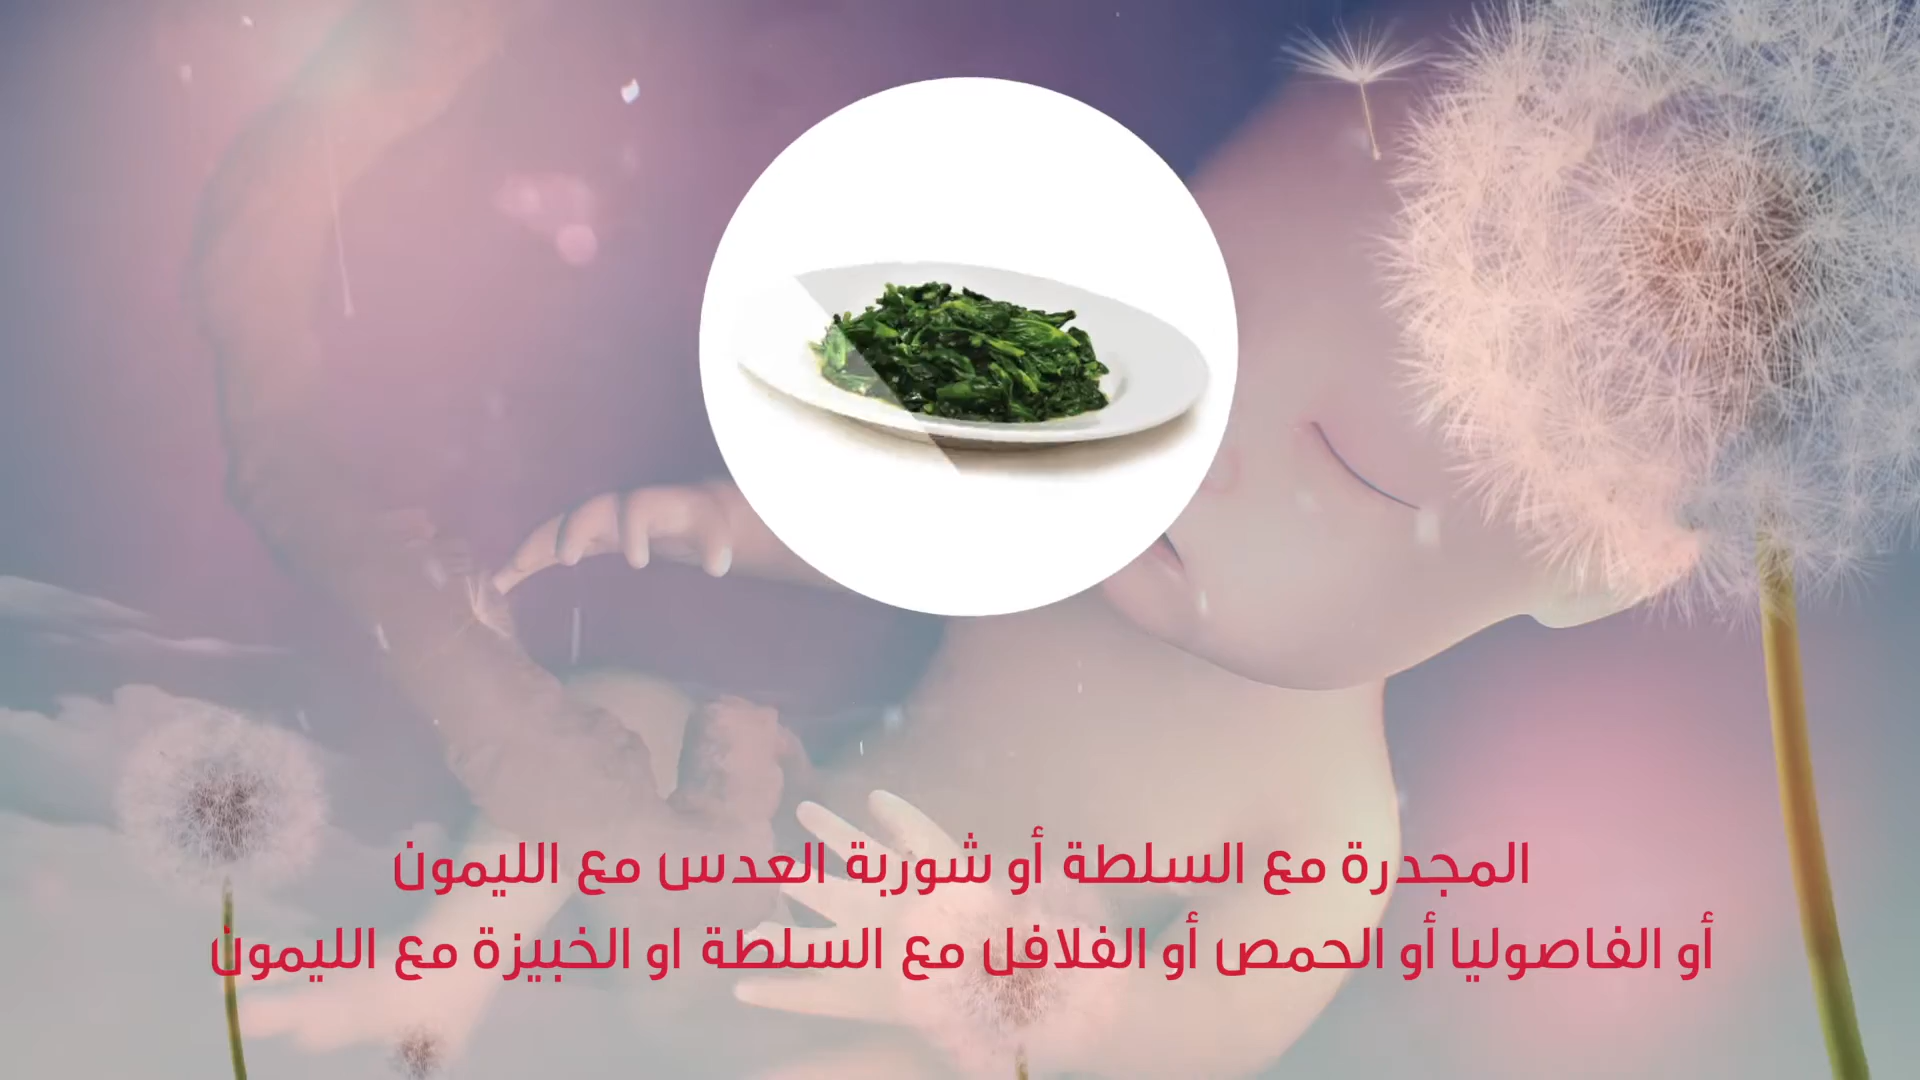 المجدرة مع السلطة أو شوربة العدس مع الليمون
أو الفاصوليا أو الحمص أو الفلافل مع السلطة او الخبيزة مع الليمون